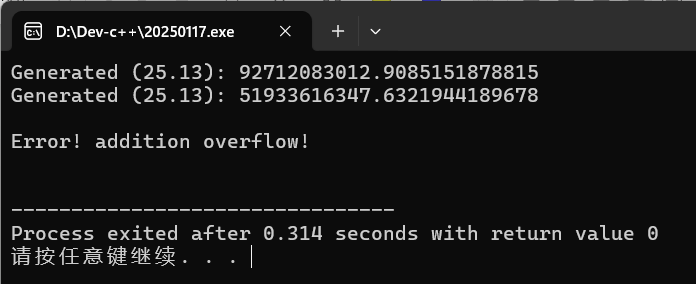 D:\Dev-c++\20250117.exe
Generated (25.13): 92712083012.9085151878815
Generated (25.13): 51933616347.6321944189678
Error! addition overflow!
--------------------------------
Process exited after 0.314 seconds with return value 0
请按任意键继续. . .